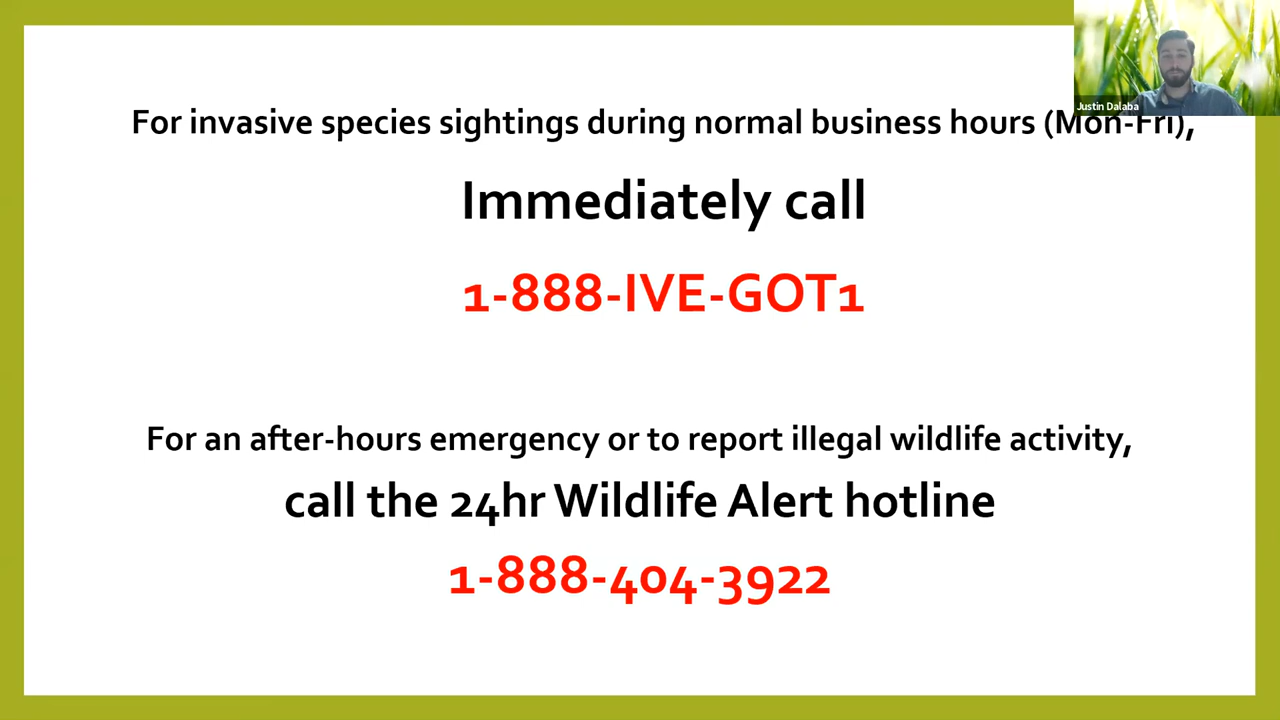 Justin Dalaba
For invasive species sightings during normal business hours (Mon-Fri),
Immediately call
1-888-IVE-GOT1
For an after-hours emergency or to report illegal wildlife activity,
call the 24hr Wildlife Alert hotline
1-888-404-3922